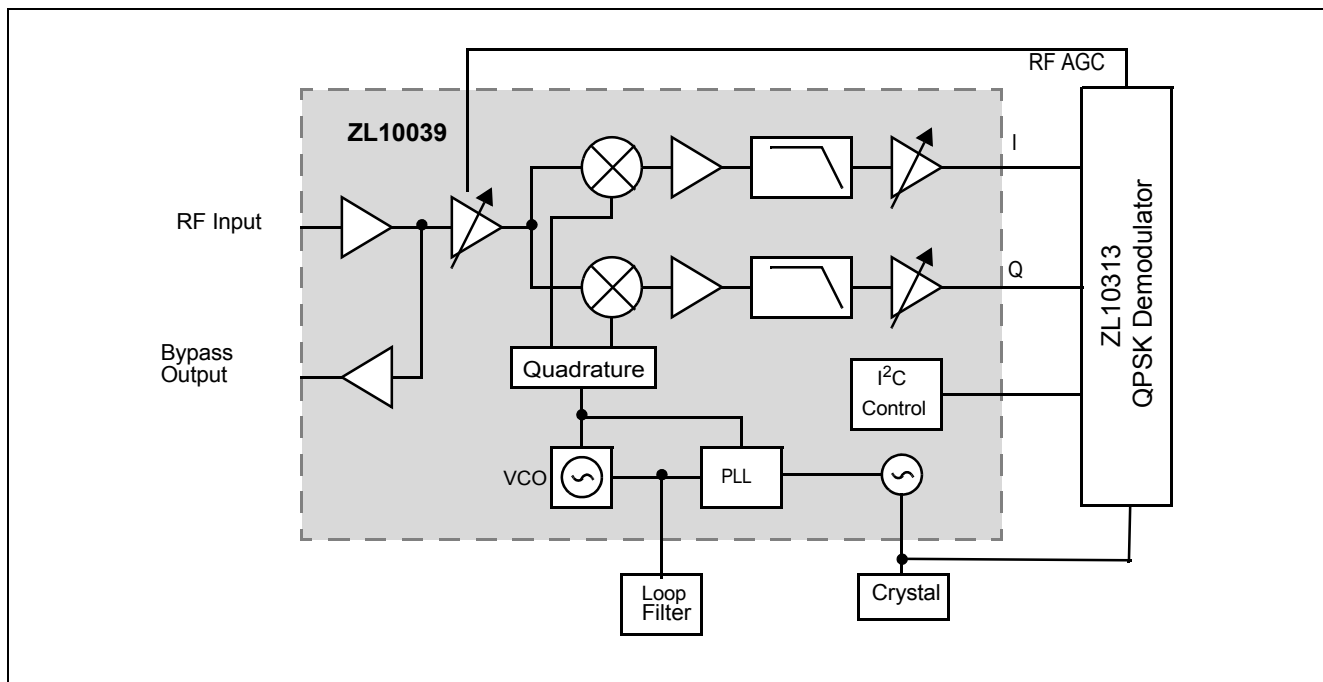 RF AGC
ZL10039
I
RF Input
Q
ZL10313
QPSK Demodulator
Bypass
Output
Quadrature
I²C
Control
VCO
PLL
Loop
Filter
Crystal